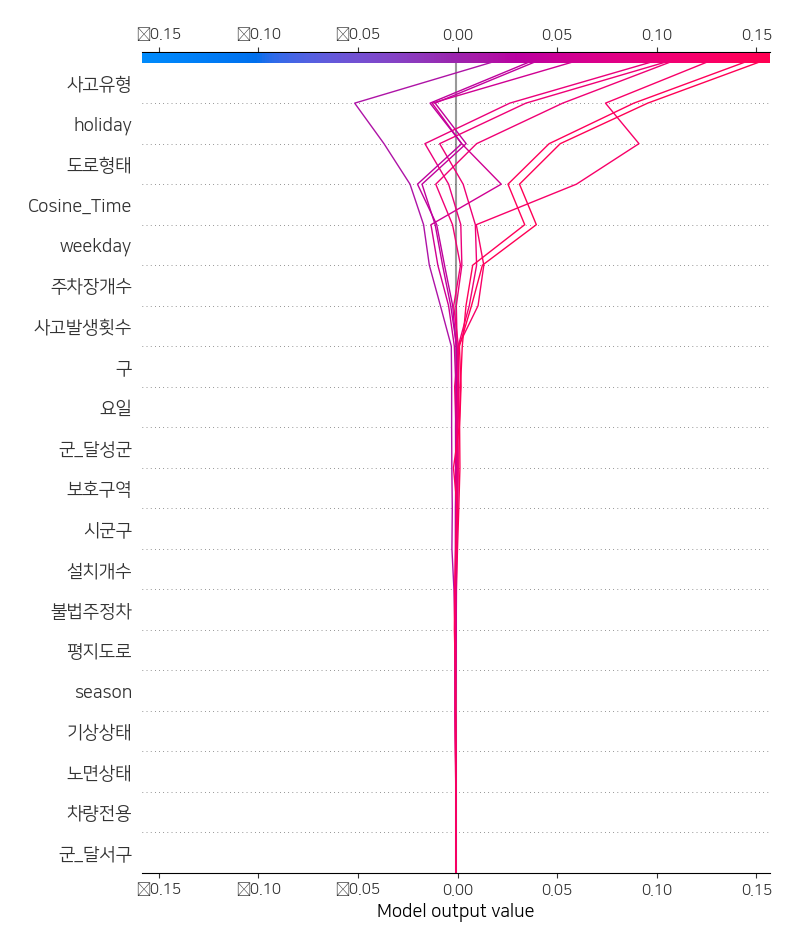 ▯0.15 ▯0.10 ▯0.05 0.00 0.05 0.10 0.15
사고유형
holiday
도로형태
Cosine_Time
weekday
주차장개수
사고발생횟수
구
요일
군_달성군
보호구역
시군구
설치개수
불법주정차
평지도로
season
기상상태
노면상태
차량전용
군_달서구
▯0.15 ▯0.10 ▯0.05 0.00 0.05 0.10 0.15
Model output value